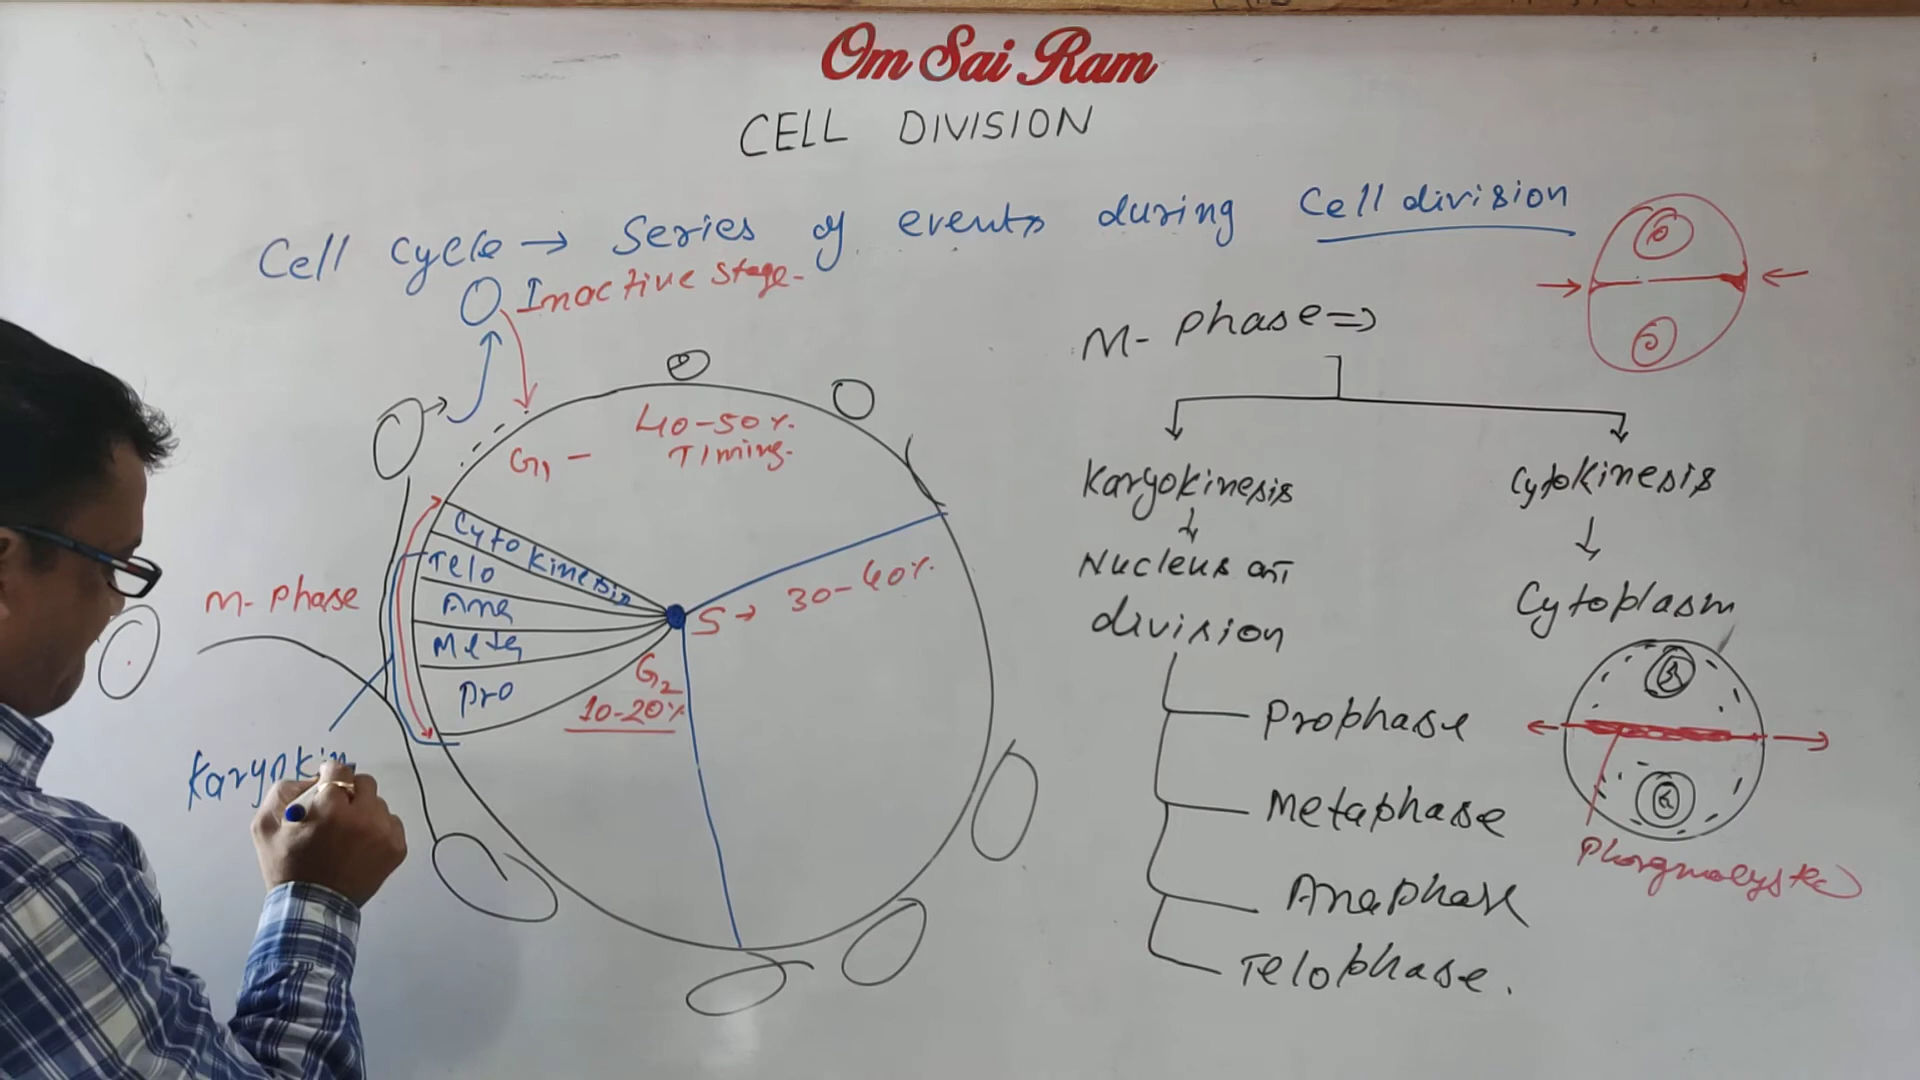 Om Sai Ram
CELL DIVISION
Cell cycle → Series of events during Cell division
Inactive stage-
M- Phase ⇒
G1 - 40-50%
Timing.
Karyokinesis
Cytokinesis
Nucleus का
division
Cytoplasm
Cytokinesis
Telo
Ana
Meta
Pro
M- Phase
S → 30-40%.
G2
10-20%
Karyokin
Prophase
Metaphase
Anaphase
Telophase.